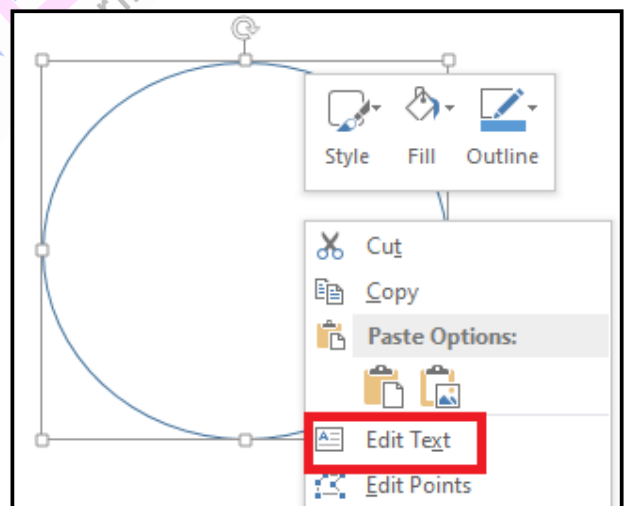 Style Fill Outline
Cut
Copy
Paste Options:
Edit Text
Edit Points